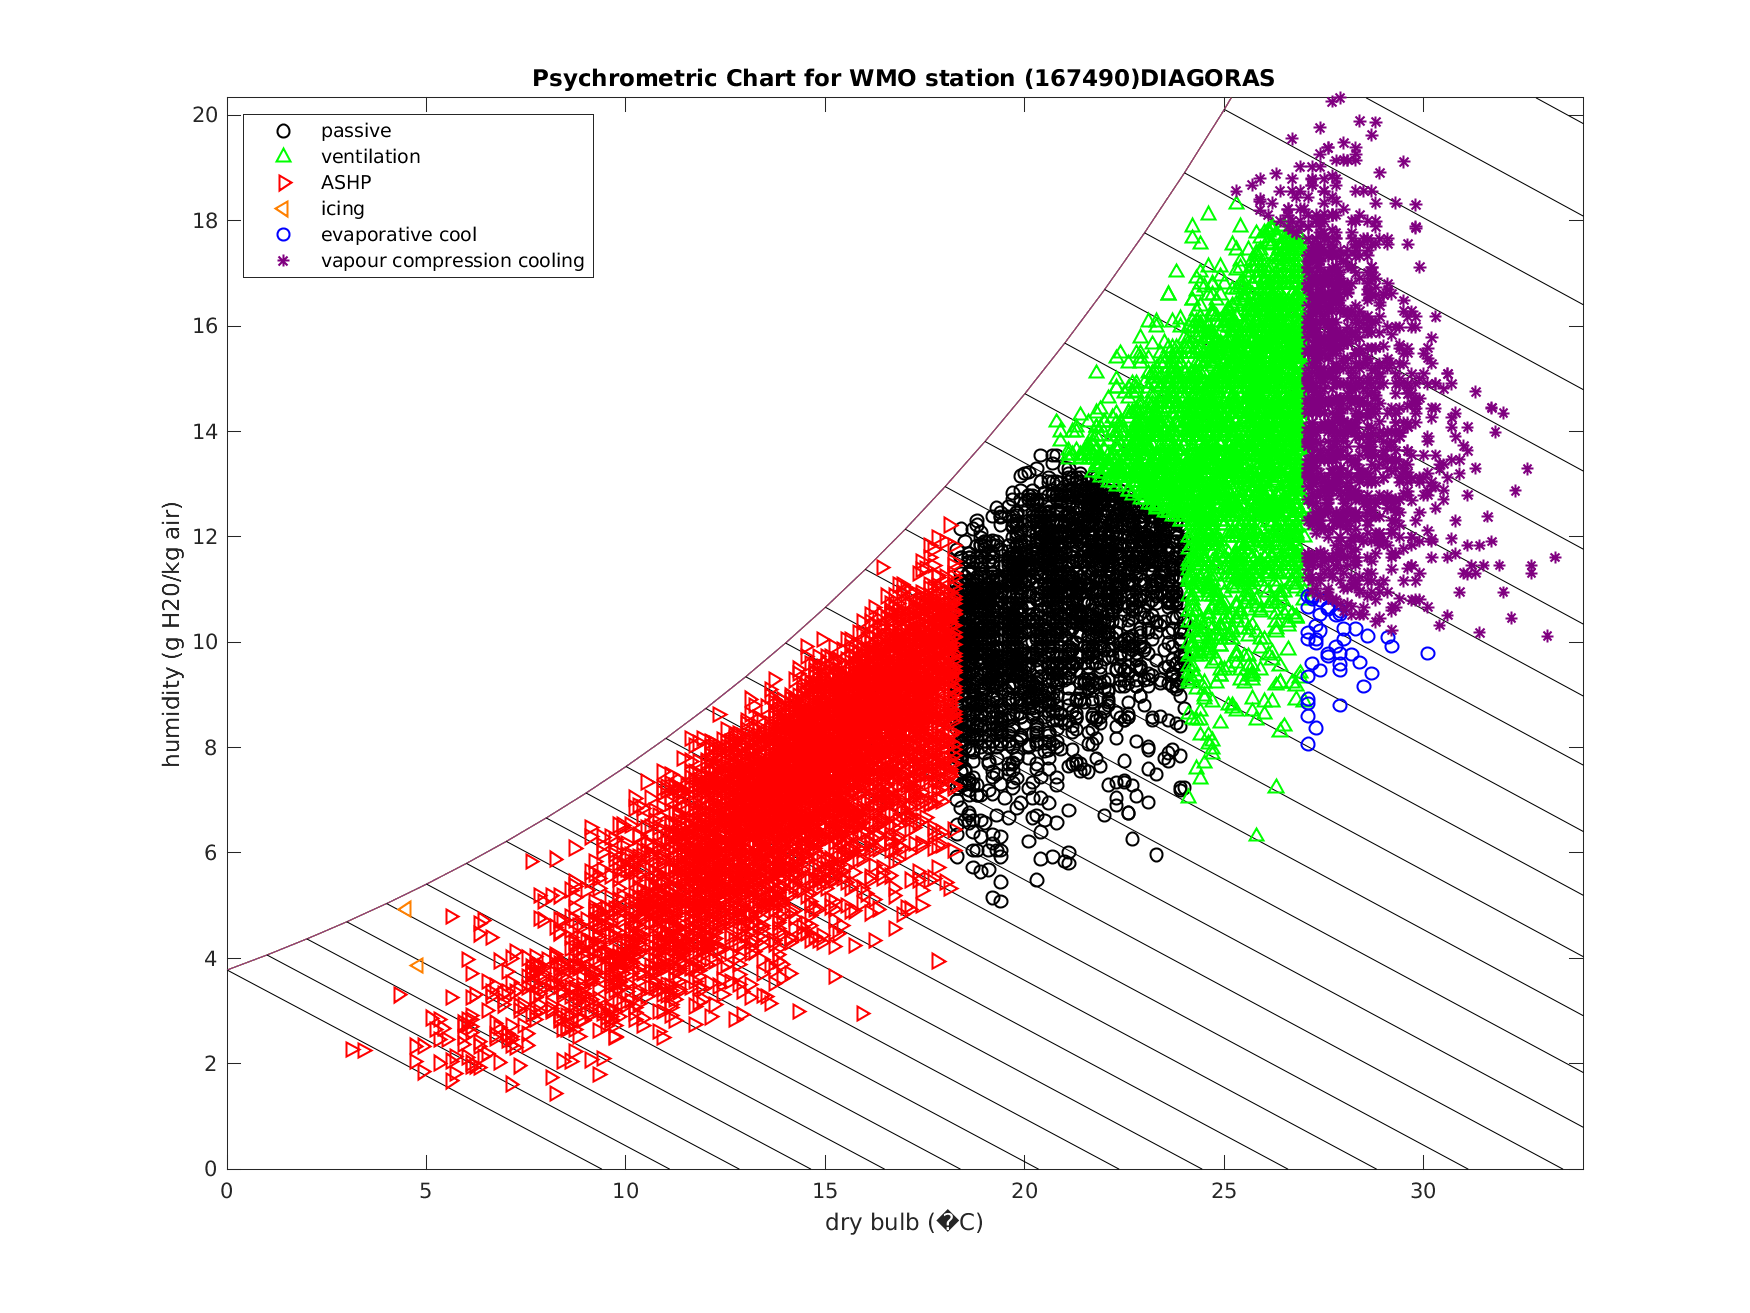 Psychrometric Chart for WMO station (167490)DIAGORAS
passive
ventilation
ASHP
icing
evaporative cool
vapour compression cooling
humidity (g H20/kg air)
20
18
16
14
12
10
8
6
4
2
0
0 5 10 15 20 25 30
dry bulb (�C)